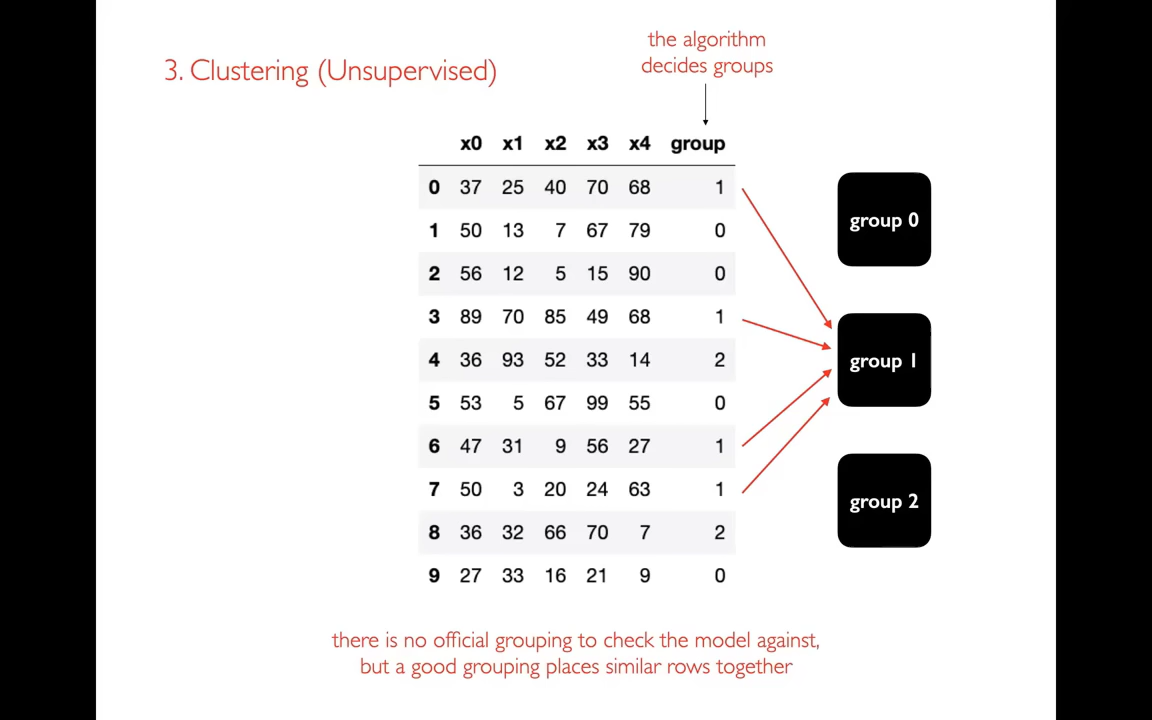 the algorithm
decides groups
3. Clustering (Unsupervised)
x0 x1 x2 x3 x4 group
0 37 25 40 70 68 1
1 50 13 7 67 79 0
2 56 12 5 15 90 0
3 89 70 85 49 68 1
4 36 93 52 33 14 2
5 53 5 67 99 55 0
6 47 31 9 56 27 1
7 50 3 20 24 63 1
8 36 32 66 70 7 2
9 27 33 16 21 9 0
group 0
group 1
group 2
there is no official grouping to check the model against,
but a good grouping places similar rows together